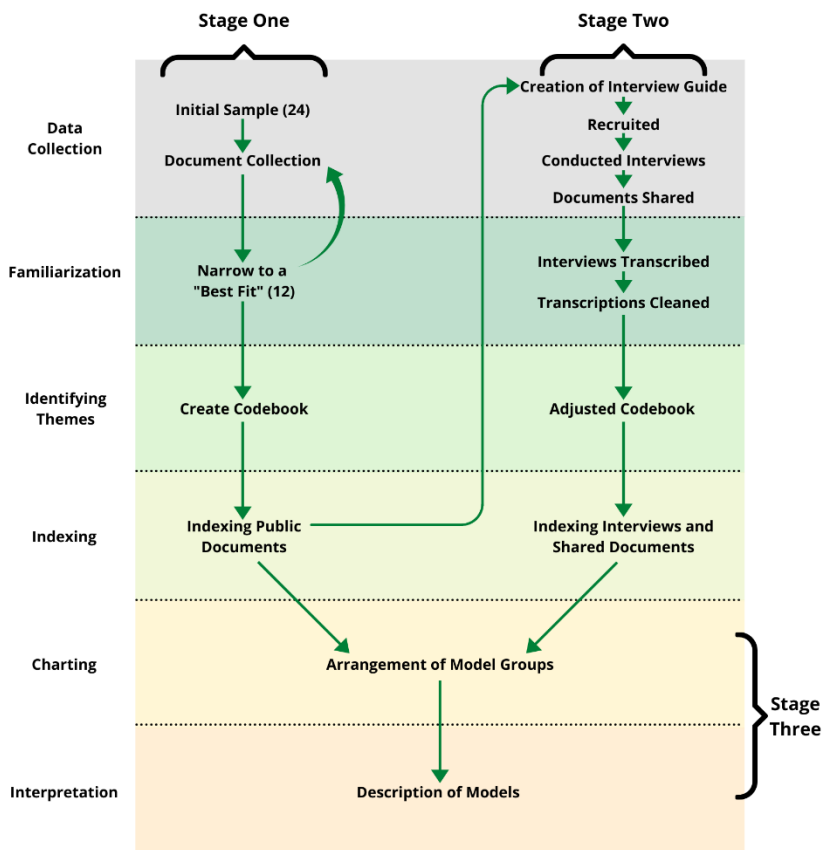 Stage One
Stage Two
Data
Collection
Initial Sample (24)
Document Collection
Creation of Interview Guide
Recruited
Conducted Interviews
Documents Shared
Familiarization
Narrow to a
"Best Fit" (12)
Interviews Transcribed
Transcriptions Cleaned
Identifying
Themes
Create Codebook
Adjusted Codebook
Indexing
Indexing Public
Documents
Indexing Interviews and
Shared Documents
Charting
Arrangement of Model Groups
Stage
Three
Interpretation
Description of Models